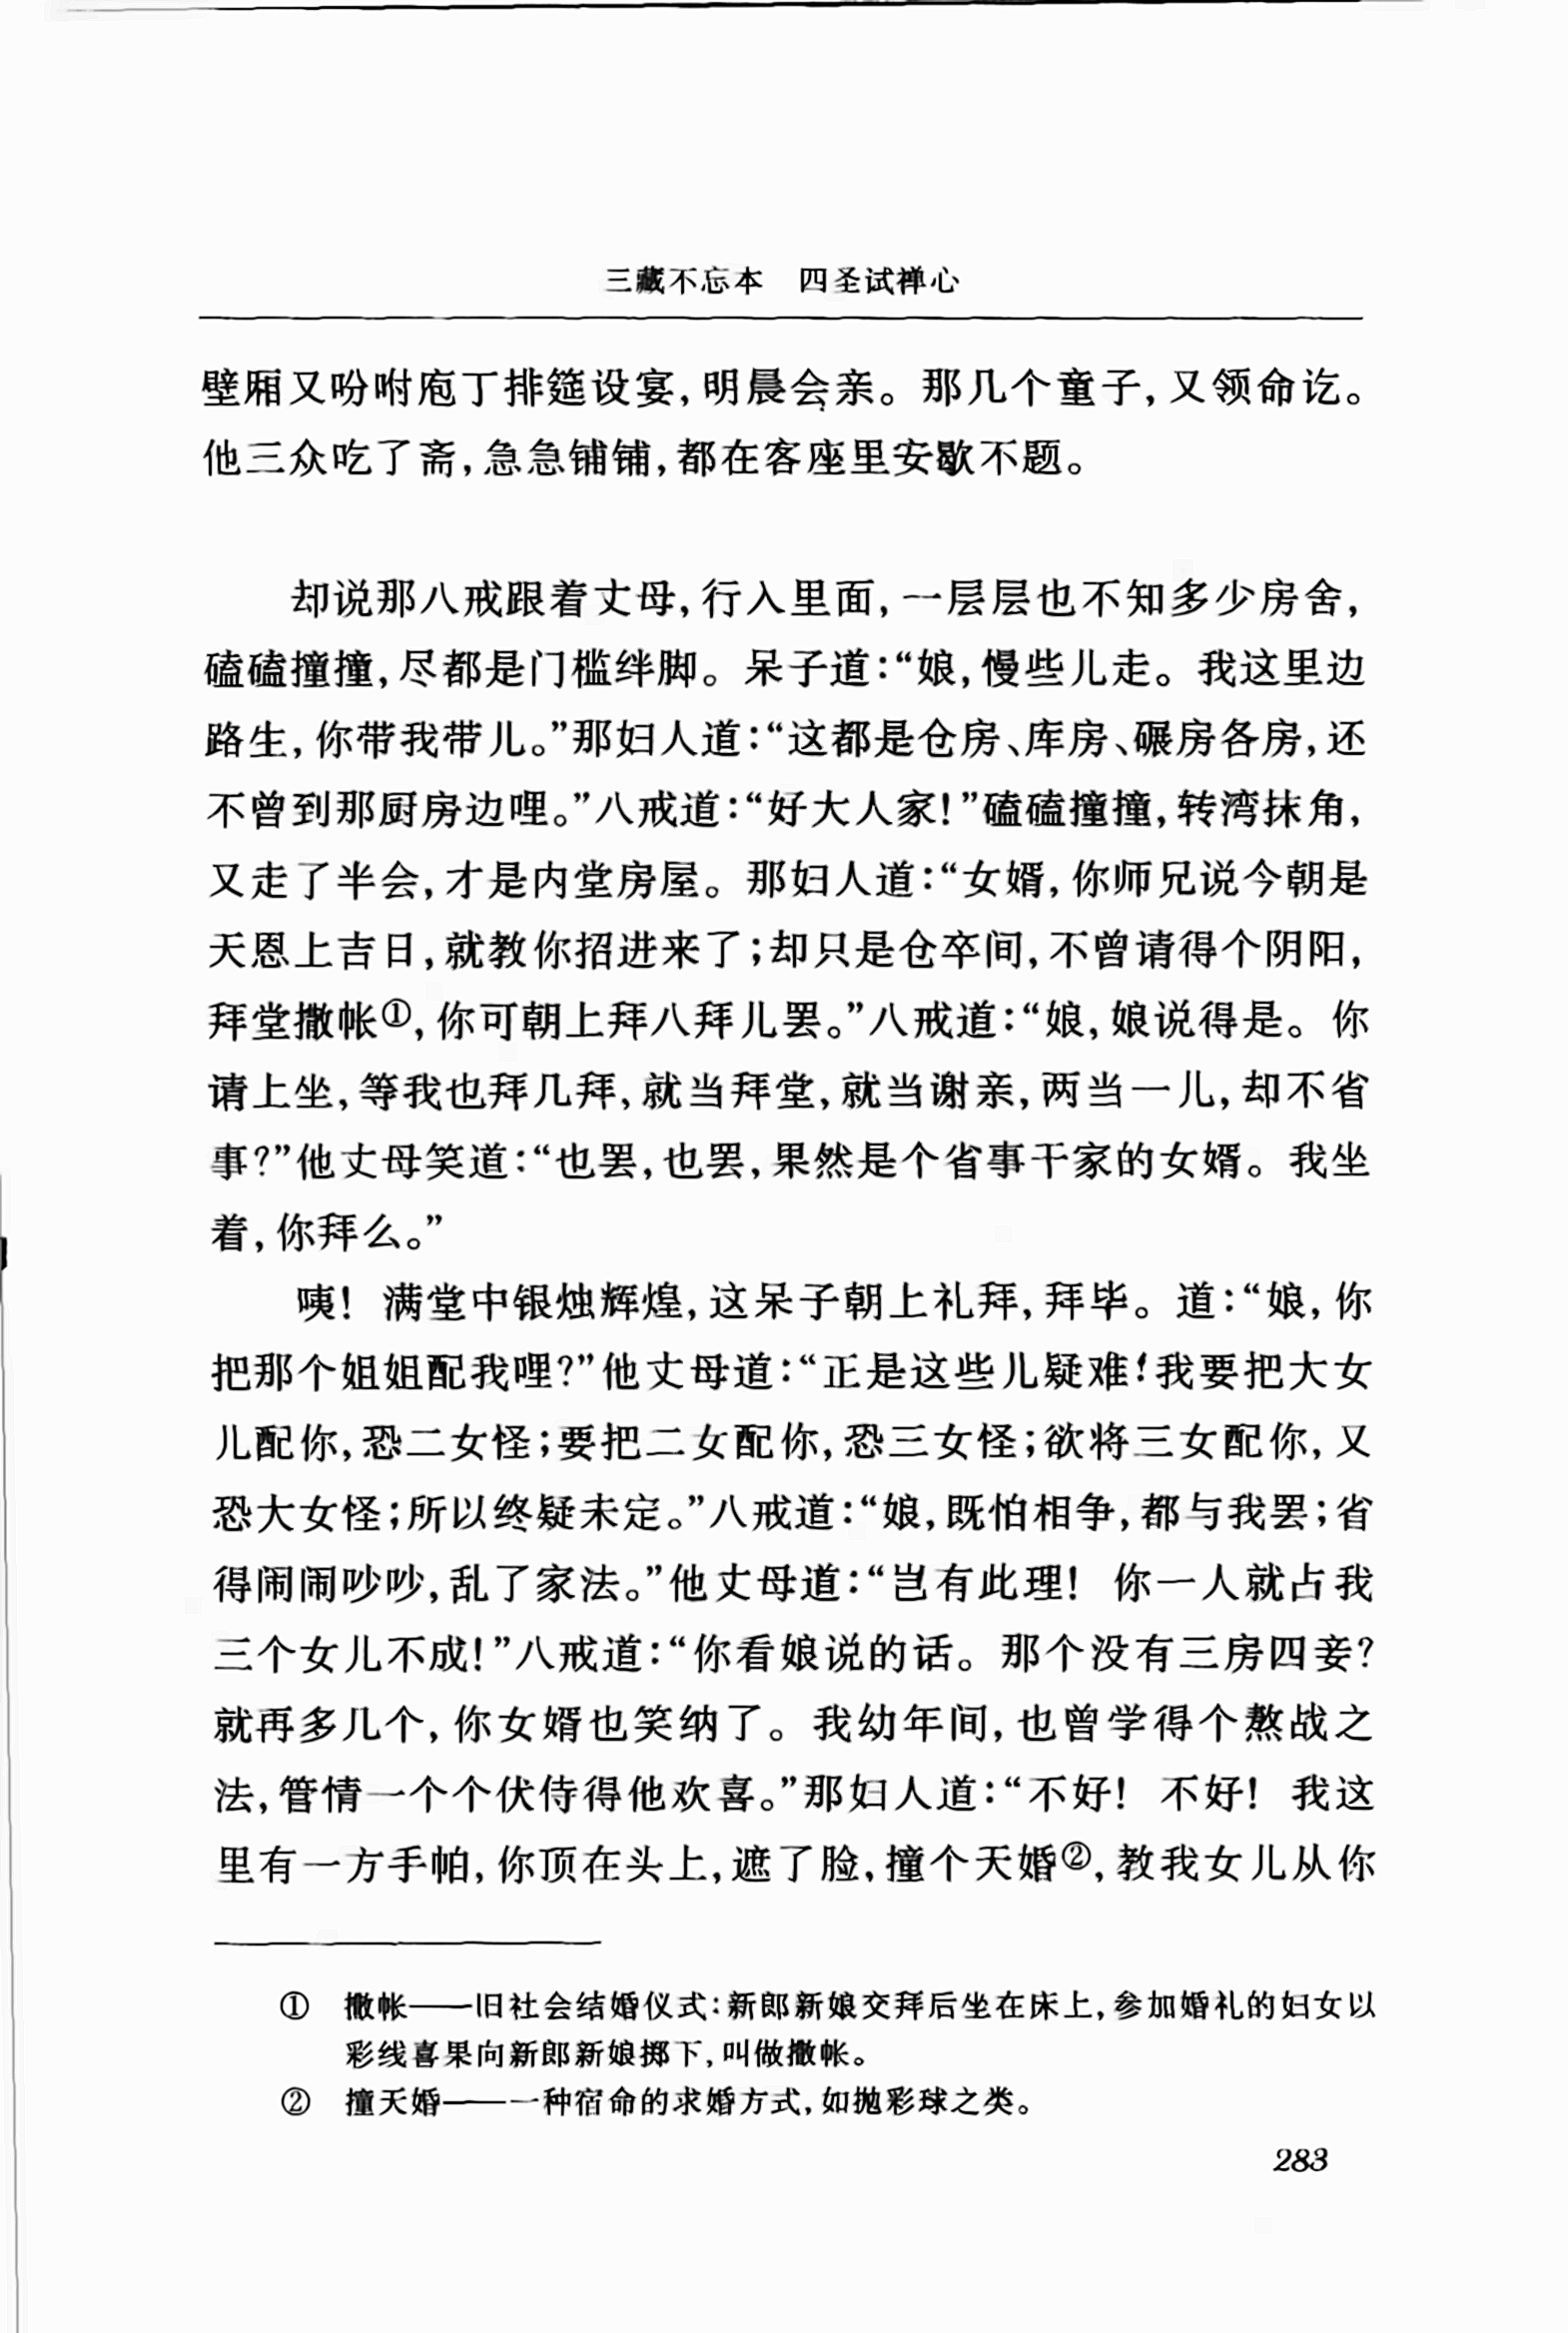 三藏不忘本　四圣试禅心
壁厢又吩咐庖丁排筵设宴，明晨会亲。那几个童子，又领命讫。
他三众吃了斋，急急铺铺，都在客座里安歇不题。
却说那八戒跟着丈母，行入里面，一层层也不知多少房舍，
磕磕撞撞，尽都是门槛绊脚。呆子道：“娘，慢些儿走。我这里边
路生，你带我带儿。”那妇人道：“这都是仓房、库房、碾房各房，还
不曾到那厨房边哩。”八戒道：“好大人家！”磕磕撞撞，转湾抹角，
又走了半会，才是内堂房屋。那妇人道：“女婿，你师兄说今朝是
天恩上吉日，就教你招进来了；却只是仓卒间，不曾请得个阴阳，
拜堂撒帐①，你可朝上拜八拜儿罢。”八戒道：“娘，娘说得是。你
请上坐，等我也拜几拜，就当拜堂，就当谢亲，两当一儿，却不省
事？”他丈母笑道：“也罢，也罢，果然是个省事干家的女婿。我坐
着，你拜么。”
咦！满堂中银烛辉煌，这呆子朝上礼拜，拜毕。道：“娘，你
把那个姐姐配我哩？”他丈母道：“正是这些儿疑难！我要把大女
儿配你，恐二女怪；要把二女配你，恐三女怪；欲将三女配你，又
恐大女怪；所以终疑未定。”八戒道：“娘，既怕相争，都与我罢；省
得闹闹吵吵，乱了家法。”他丈母道：“岂有此理！你一人就占我
三个女儿不成！”八戒道：“你看娘说的话。那个没有三房四妾？
就再多几个，你女婿也笑纳了。我幼年间，也曾学得个熬战之
法，管情一个个伏侍得他欢喜。”那妇人道：“不好！不好！我这
里有一方手帕，你顶在头上，遮了脸，撞个天婚②，教我女儿从你
①　撒帐——旧社会结婚仪式：新郎新娘交拜后坐在床上，参加婚礼的妇女以
彩线喜果向新郎新娘掷下，叫做撒帐。
②　撞天婚——一种宿命的求婚方式，如抛彩球之类。
283